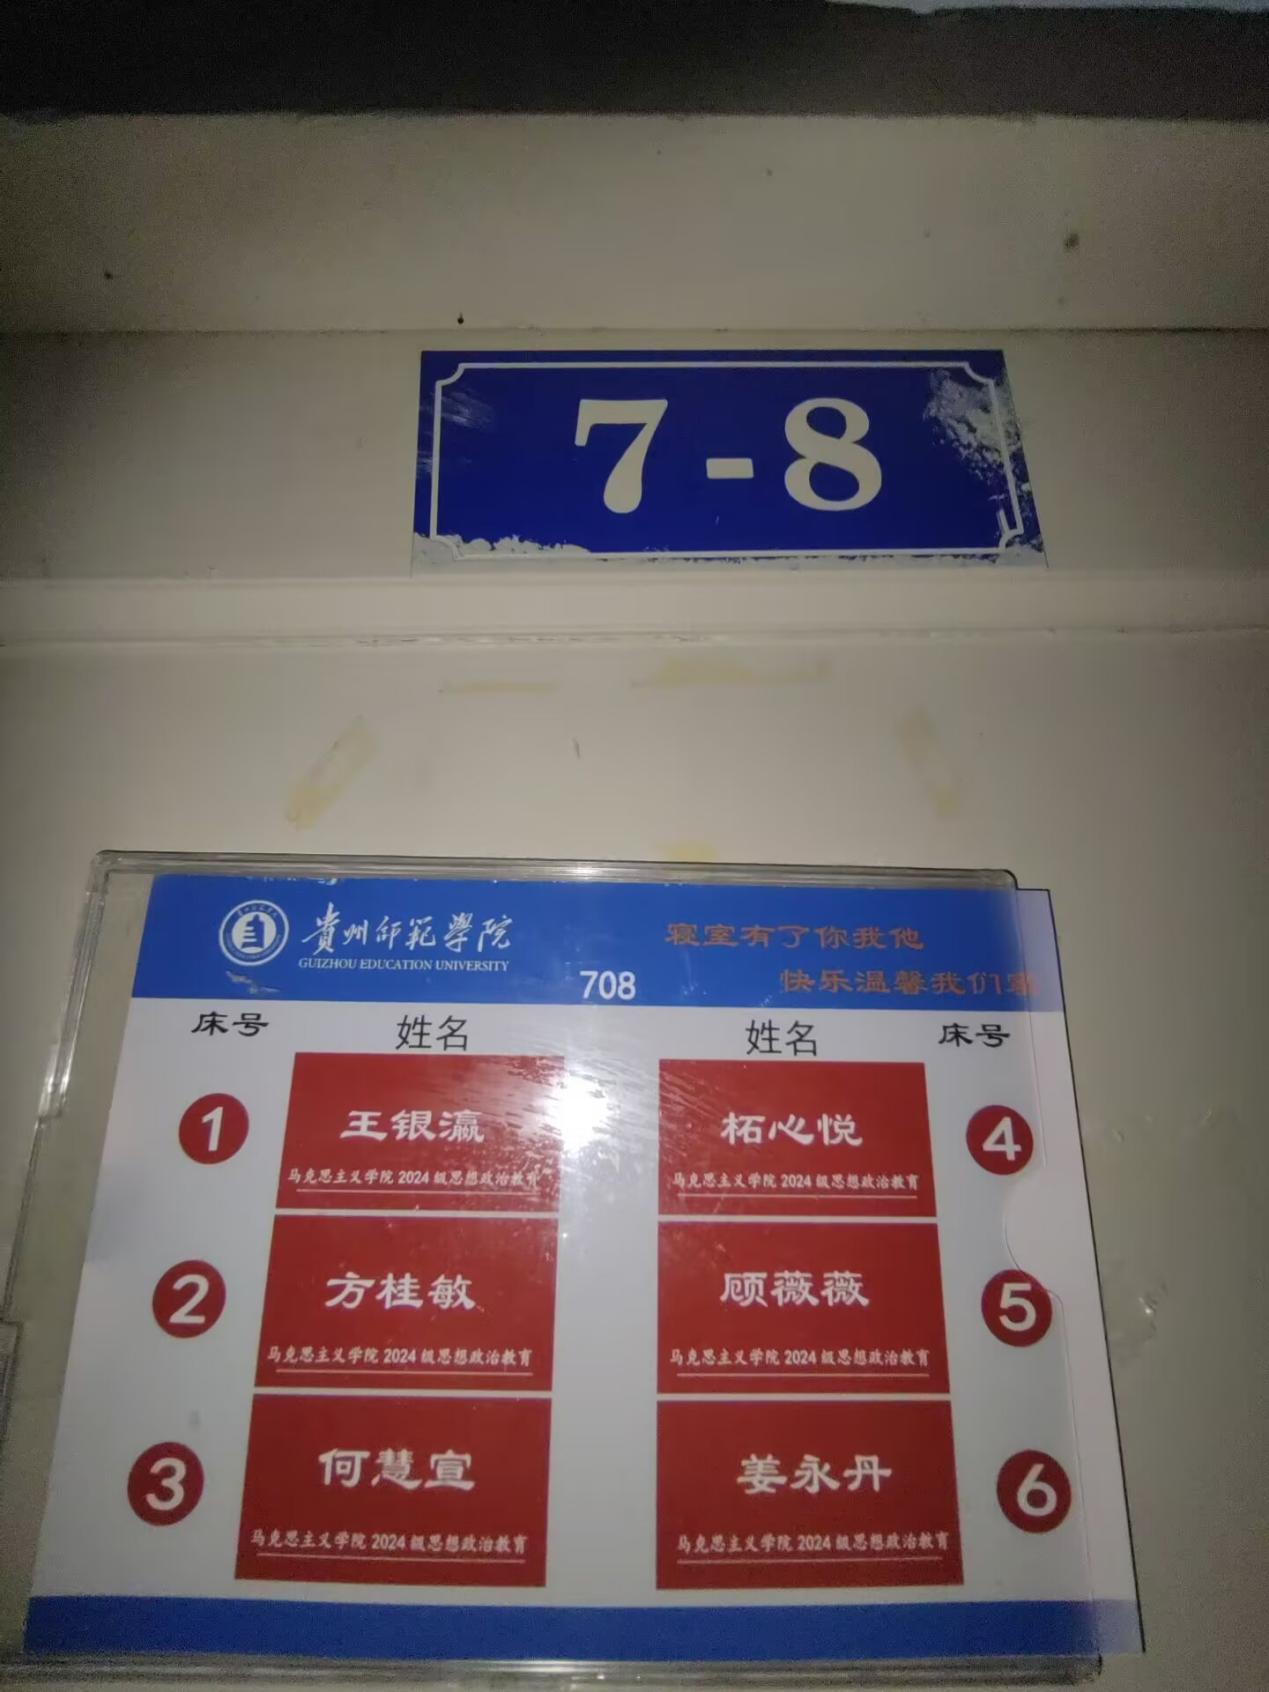 7-8
貴州師範學院
GUIZHOU EDUCATION UNIVERSITY
708
寝室有了你我他
快乐温馨我们家
床号 姓名 姓名 床号
1 王银瀛 柘心悦 4
马克思主义学院 2024 级思想政治教育 马克思主义学院 2024 级思想政治教育
2 方桂敏 顾薇薇 5
马克思主义学院 2024 级思想政治教育 马克思主义学院 2024 级思想政治教育
3 何慧宣 姜永丹 6
马克思主义学院 2024 级思想政治教育 马克思主义学院 2024 级思想政治教育